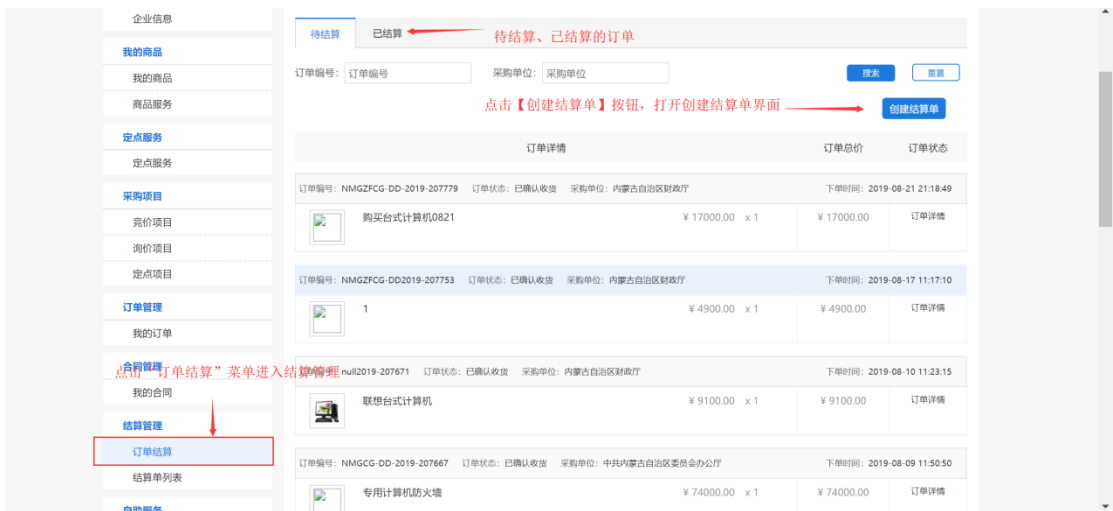 企业信息
我的商品
我的商品
商品服务
定点服务
定点服务
采购项目
竞价项目
询价项目
定点项目
订单管理
我的订单
合同管理
点击“订单结算”菜单进入结算管理
我的合同
结算管理
订单结算
结算单列表
自助服务
待结算 已结算 待结算、已结算的订单
订单编号: 订单编号 采购单位: 采购单位 搜索 重置
点击【创建结算单】按钮，打开创建结算单界面 创建结算单
订单详情 订单总价 订单状态
订单编号: NMGZFCG-DD-2019-207779 订单状态: 已确认收货 采购单位: 内蒙古自治区财政厅 下单时间: 2019-08-21 21:18:49
购买台式计算机0821 ¥ 17000.00 x 1 ¥ 17000.00 订单详情
订单编号: NMGZFCG-DD2019-207753 订单状态: 已确认收货 采购单位: 内蒙古自治区财政厅 下单时间: 2019-08-17 11:17:10
1 ¥ 4900.00 x 1 ¥ 4900.00 订单详情
订单编号: null2019-207671 订单状态: 已确认收货 采购单位: 内蒙古自治区财政厅 下单时间: 2019-08-10 11:23:15
联想台式计算机 ¥ 9100.00 x 1 ¥ 9100.00 订单详情
订单编号: NMGCG-DD-2019-207667 订单状态: 已确认收货 采购单位: 中共内蒙古自治区委员会办公厅 下单时间: 2019-08-09 11:50:50
专用计算机防火墙 ¥ 74000.00 x 1 ¥ 74000.00 订单详情